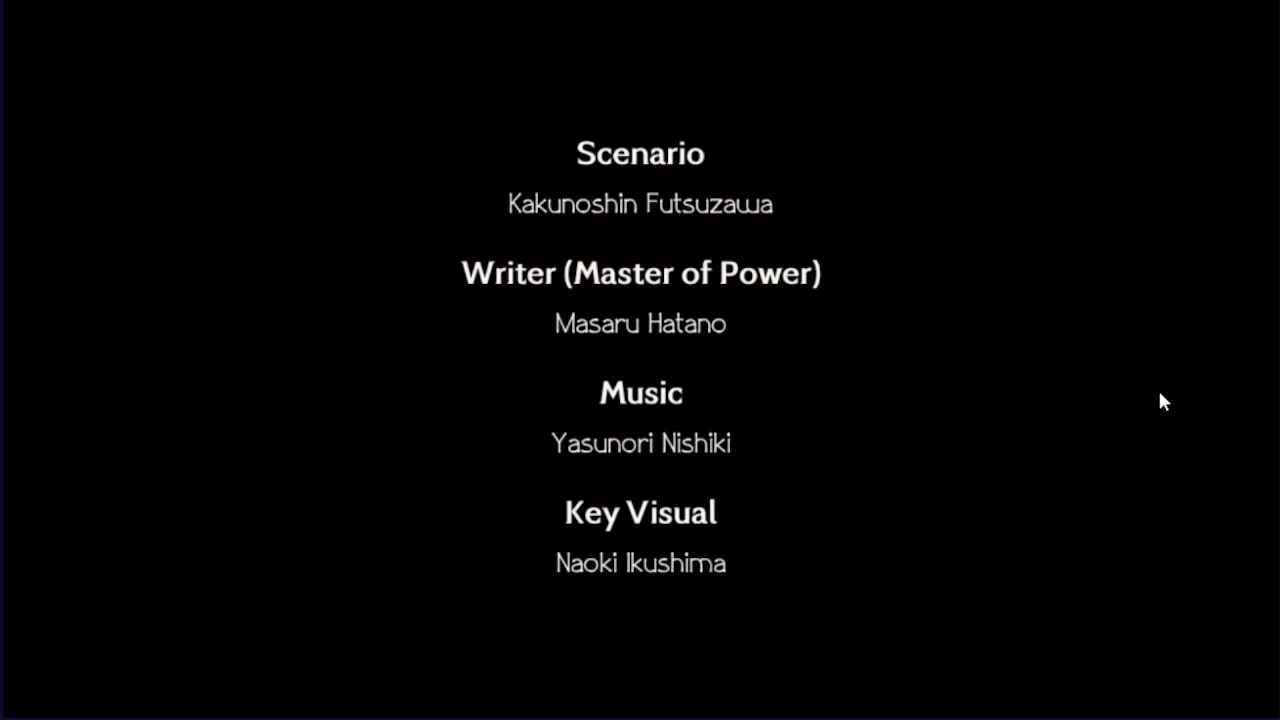 Scenario
Kakunoshin Futsuzawa
Writer (Master of Power)
Masaru Hatano
Music
Yasunori Nishiki
Key Visual
Naoki Ikushima